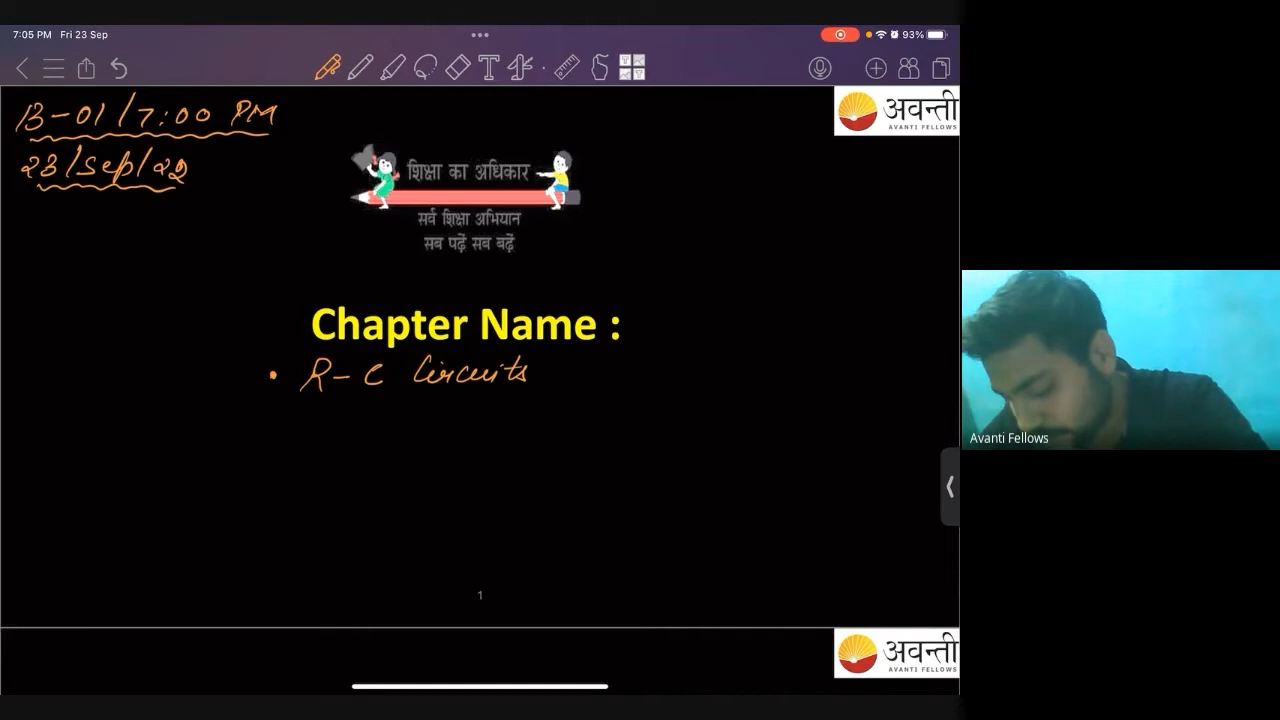 7:05 PM Fri 23 Sep
93%
B-01/7:00 PM
23/Sep/22
अवन्ती
AVANTI FELLOWS
शिक्षा का अधिकार
सर्व शिक्षा अभियान
सब पढ़ें सब बढ़ें
Chapter Name :
• R-C Circuits
Avanti Fellows
1
अवन्ती
AVANTI FELLOWS